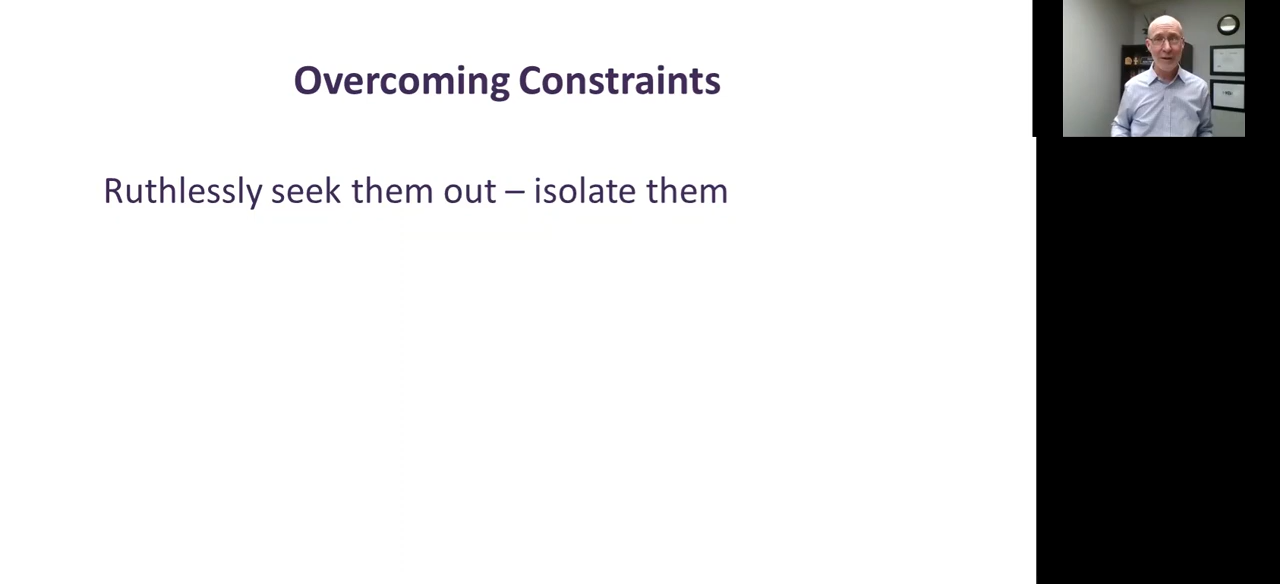 Overcoming Constraints
Ruthlessly seek them out – isolate them